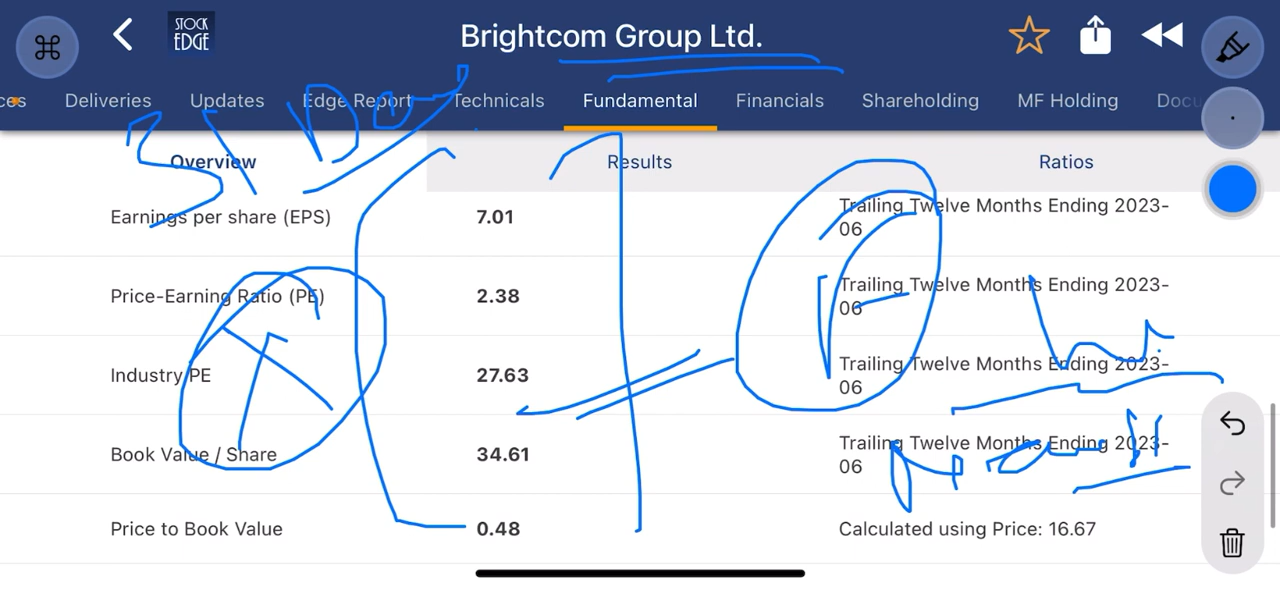 STOCK EDGE
Brightcom Group Ltd.
Deliveries Updates Edge Report Technicals Fundamental Financials Shareholding MF Holding
Overview Results Ratios
Earnings per share (EPS) 7.01 Trailing Twelve Months Ending 2023-
06
Price-Earning Ratio (PE) 2.38 Trailing Twelve Months Ending 2023-
06
Industry PE 27.63 Trailing Twelve Months Ending 2023-
06
Book Value / Share 34.61 Trailing Twelve Months Ending 2023-
06
Price to Book Value 0.48 Calculated using Price: 16.67